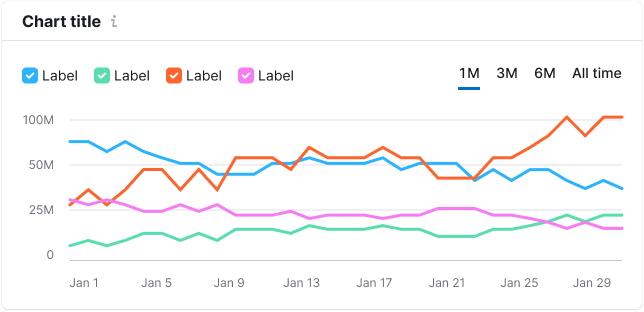 Chart title i
Label Label Label Label 1M 3M 6M All time
100M
50M
25M
0
Jan 1 Jan 5 Jan 9 Jan 13 Jan 17 Jan 21 Jan 25 Jan 29